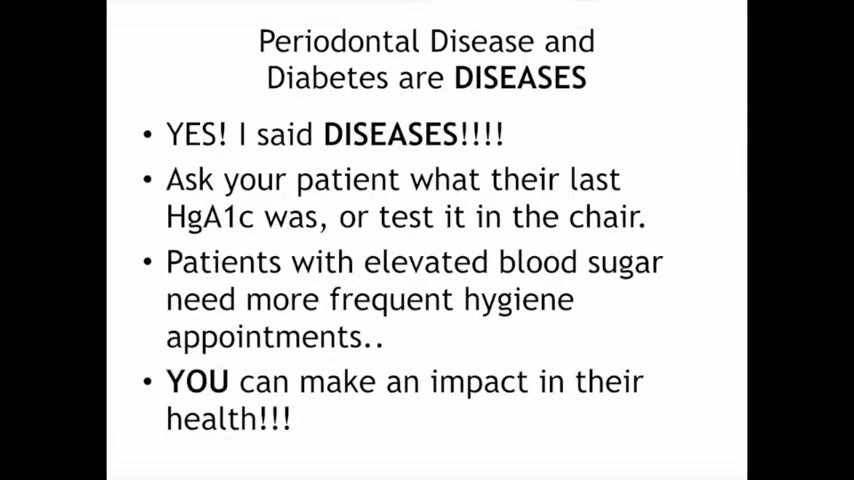 Periodontal Disease and
Diabetes are DISEASES
• YES! I said DISEASES!!!!
• Ask your patient what their last
HgA1c was, or test it in the chair.
• Patients with elevated blood sugar
need more frequent hygiene
appointments..
• YOU can make an impact in their
health!!!